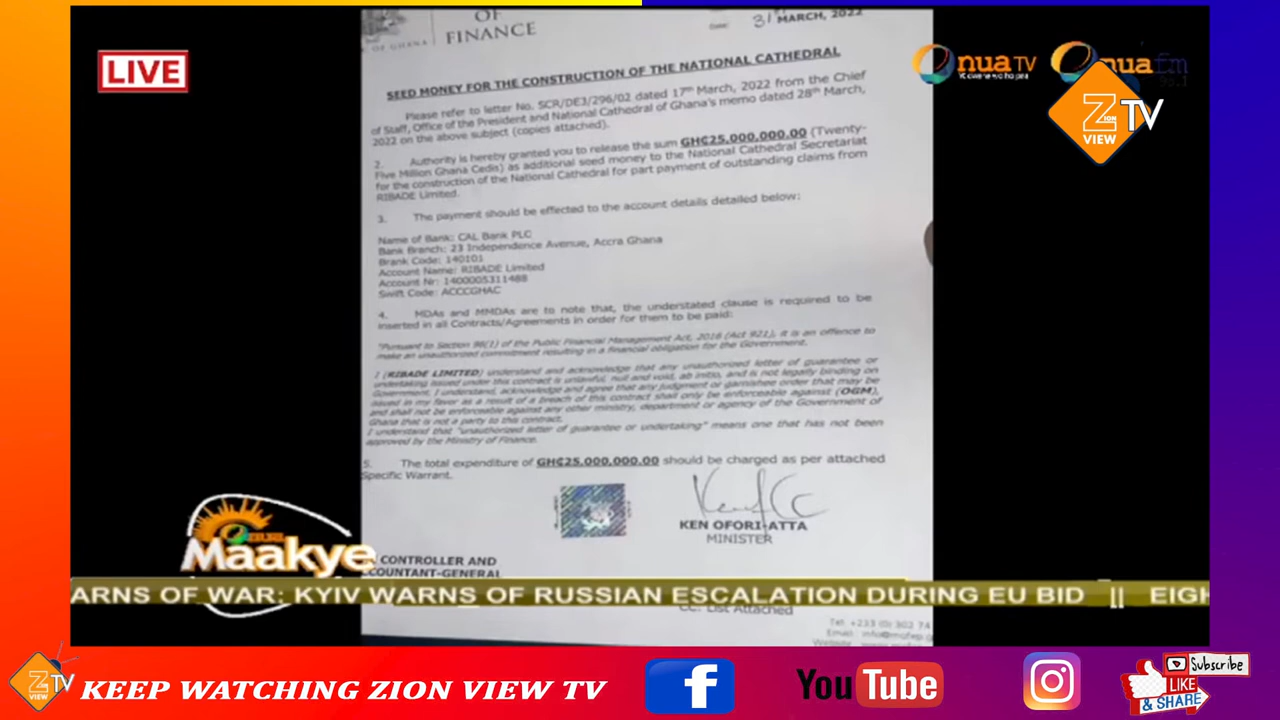 LIVE
OF
FINANCE
OF GHANA
31st MARCH, 2022
nua TV
nua fm
Z TV
ZION
VIEW
SEED MONEY FOR THE CONSTRUCTION OF THE NATIONAL CATHEDRAL
Please refer to letter No. SCR/DE3/296/02 dated 17th March, 2022 from the Chief
of Staff, Office of the President and National Cathedral of Ghana's memo dated 28th March,
2022 on the above subject (copies attached).
2. Authority is hereby granted you to release the sum GH₵25,000,000.00 (Twenty-
Five Million Ghana Cedis) as additional seed money to the National Cathedral Secretariat
for the construction of the National Cathedral for part payment of outstanding claims from
RIBADE Limited.
3. The payment should be effected to the account details detailed below:
Name of Bank: CAL Bank PLC
Bank Branch: 23 Independence Avenue, Accra Ghana
Brank Code: 140101
Account Name: RIBADE Limited
Account Nr: 1400005311488
Swift Code: ACCCGHAC
4. MDAs and MMDAs are to note that, the understated clause is required to be
inserted in all Contracts/Agreements in order for them to be paid:
"Pursuant to Section 96(1) of the Public Financial Management Act, 2016 (Act 921), it is an offence to
make an unauthorized commitment resulting in a financial obligation for the Government.
I (RIBADE LIMITED) understand and acknowledge that any unauthorized letter of guarantee or
undertaking issued under this contract is unlawful, null and void, ab initio, and is not legally binding on
Government. I understand, acknowledge and agree that any judgment or garnishee order that may be
issued in my favor as a result of a breach of this contract shall only be enforceable against (OGM),
and shall not be enforceable against any other ministry, department or agency of the Government of
Ghana that is not a party to this contract.
I understand that "unauthorized letter of guarantee or undertaking" means one that has not been
approved by the Ministry of Finance.
5. The total expenditure of GH₵25,000,000.00 should be charged as per attached
Specific Warrant.
KEN OFORI-ATTA
MINISTER
CONTROLLER AND
COUNTANT-GENERAL
Maakye
ARNS OF WAR: KYIV WARNS OF RUSSIAN ESCALATION DURING EU BID || EIGH
CC: List Attached
Tel: +233 (0) 302 74
Email: info@mofep.g
Website:
Z TV
VIEW
KEEP WATCHING ZION VIEW TV
f
YouTube
Subscribe
LIKE
& SHARE